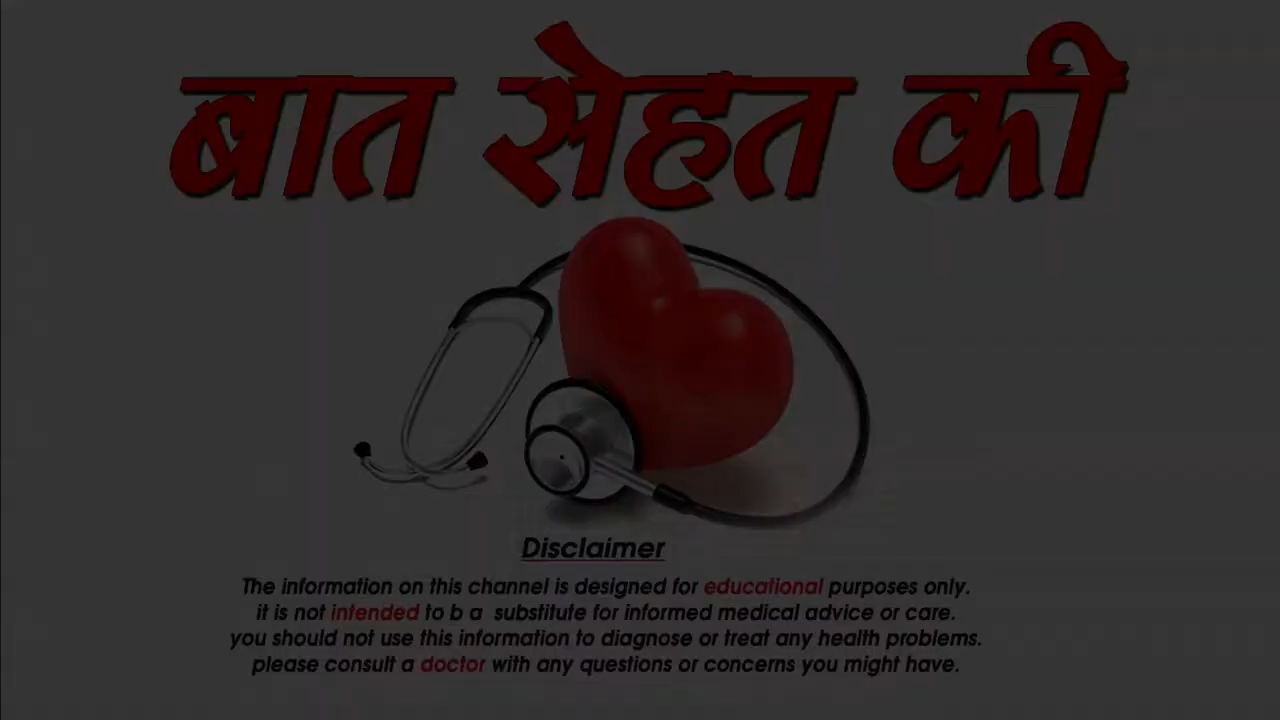 बात सेहत की
Disclaimer
The information on this channel is designed for educational purposes only.
it is not intended to b a substitute for informed medical advice or care.
you should not use this information to diagnose or treat any health problems.
please consult a doctor with any questions or concerns you might have.